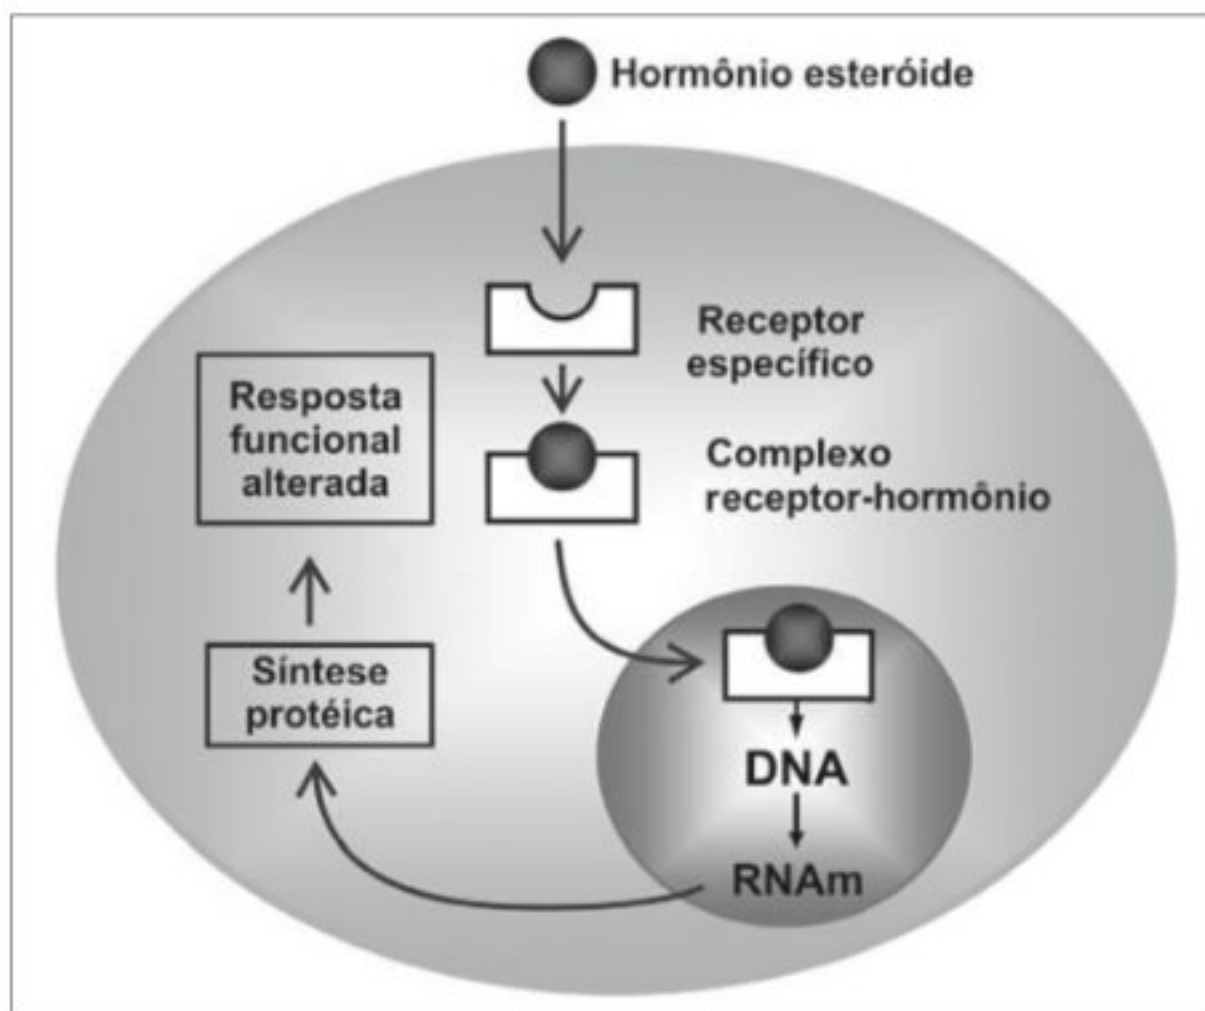 Hormônio esteróide
Receptor
específico
Complexo
receptor-hormônio
Resposta
funcional
alterada
Síntese
protéica
DNA
RNAm